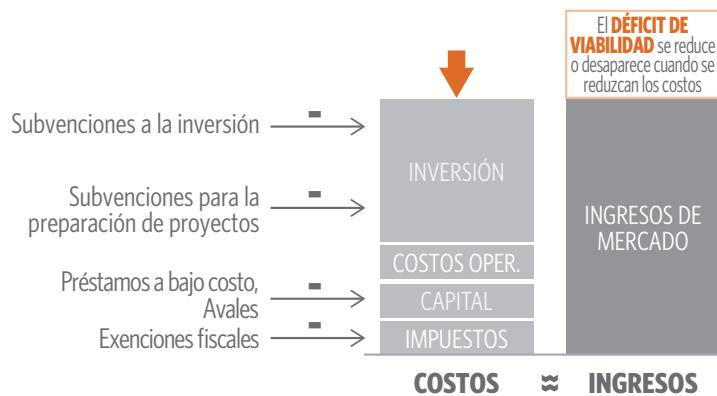 El DÉFICIT DE
VIABILIDAD se reduce
o desaparece cuando se
reduzcan los costos
Subvenciones a la inversión
-
INVERSIÓN
Subvenciones para la
preparación de proyectos
-
INGRESOS DE
MERCADO
COSTOS OPER.
Préstamos a bajo costo,
Avales
-
CAPITAL
Exenciones fiscales
-
IMPUESTOS
COSTOS ≈ INGRESOS